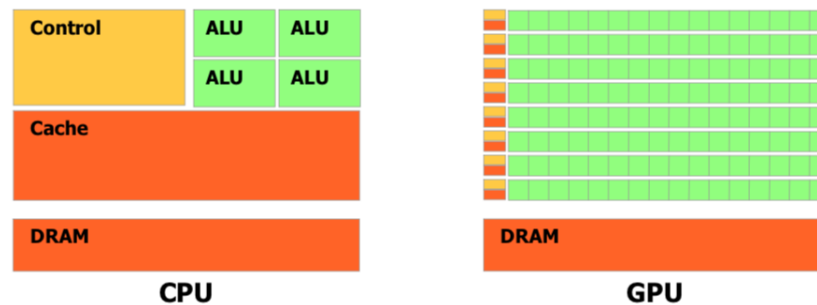 Control
ALU ALU
ALU ALU
Cache
DRAM
CPU
DRAM
GPU